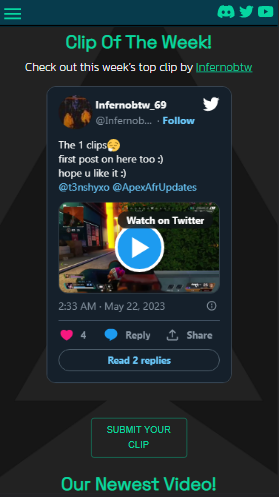 Clip Of The Week!
Check out this week's top clip by Infernobtw
Infernobtw_69
@Infernob... · Follow
The 1 clips😌
first post on here too :)
hope u like it :)
@t3nshyxo @ApexAfrUpdates
Watch on Twitter
2:33 AM · May 22, 2023
4 Reply Share
Read 2 replies
SUBMIT YOUR
CLIP
Our Newest Video!